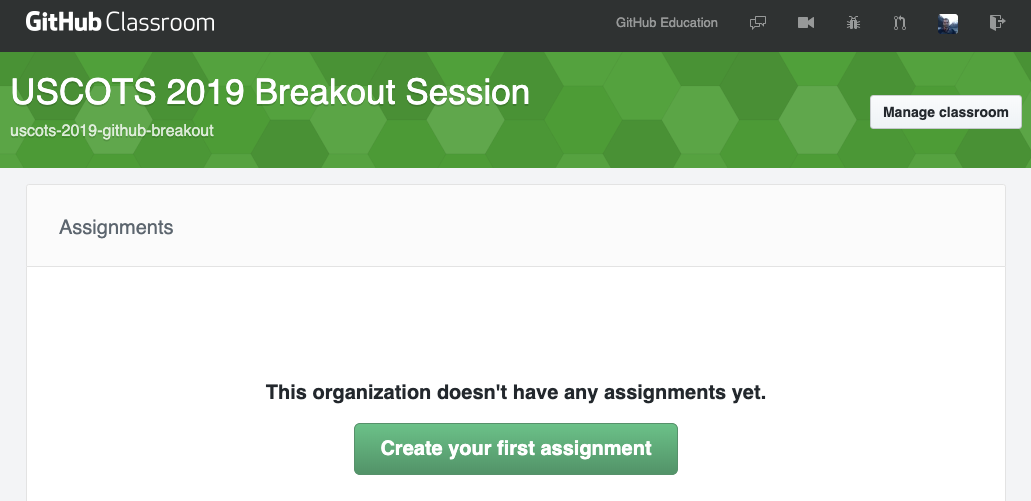 GitHub Classroom
GitHub Education
USCOTS 2019 Breakout Session
uscots-2019-github-breakout
Manage classroom
Assignments
This organization doesn't have any assignments yet.
Create your first assignment